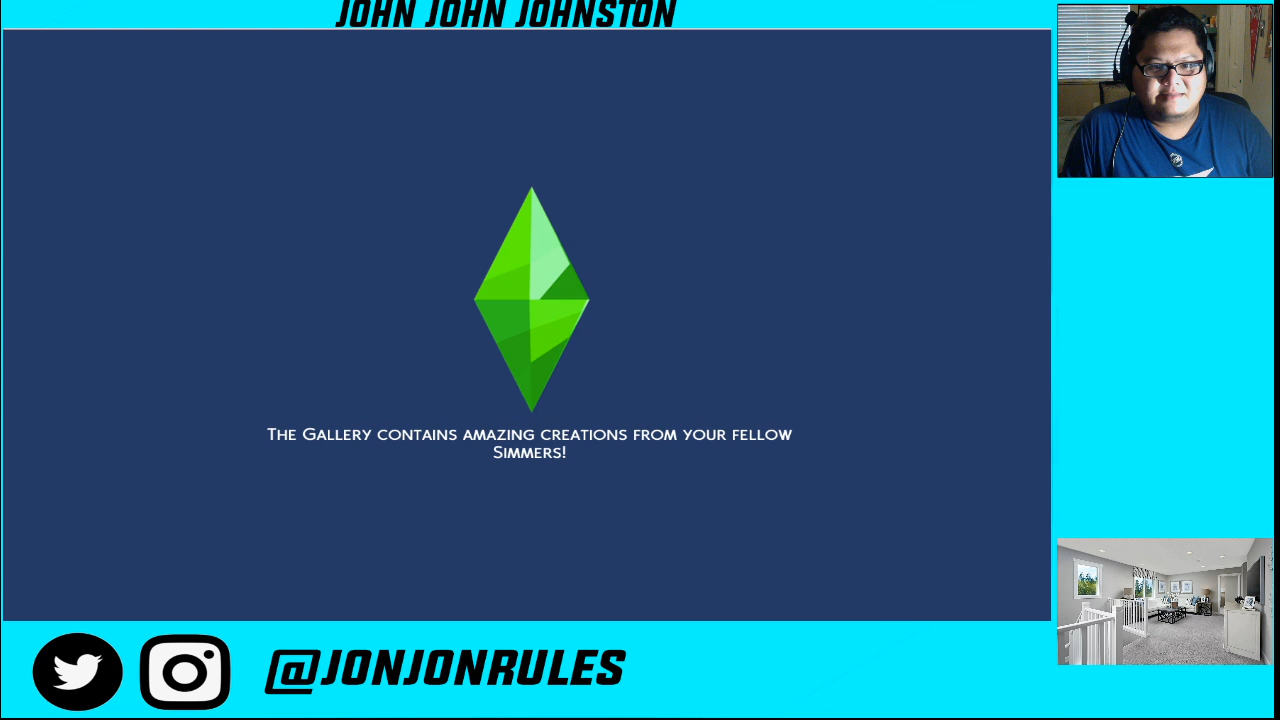 JOHN JOHN JOHNSTON
The Gallery contains amazing creations from your fellow
Simmers!
@JONJONRULES